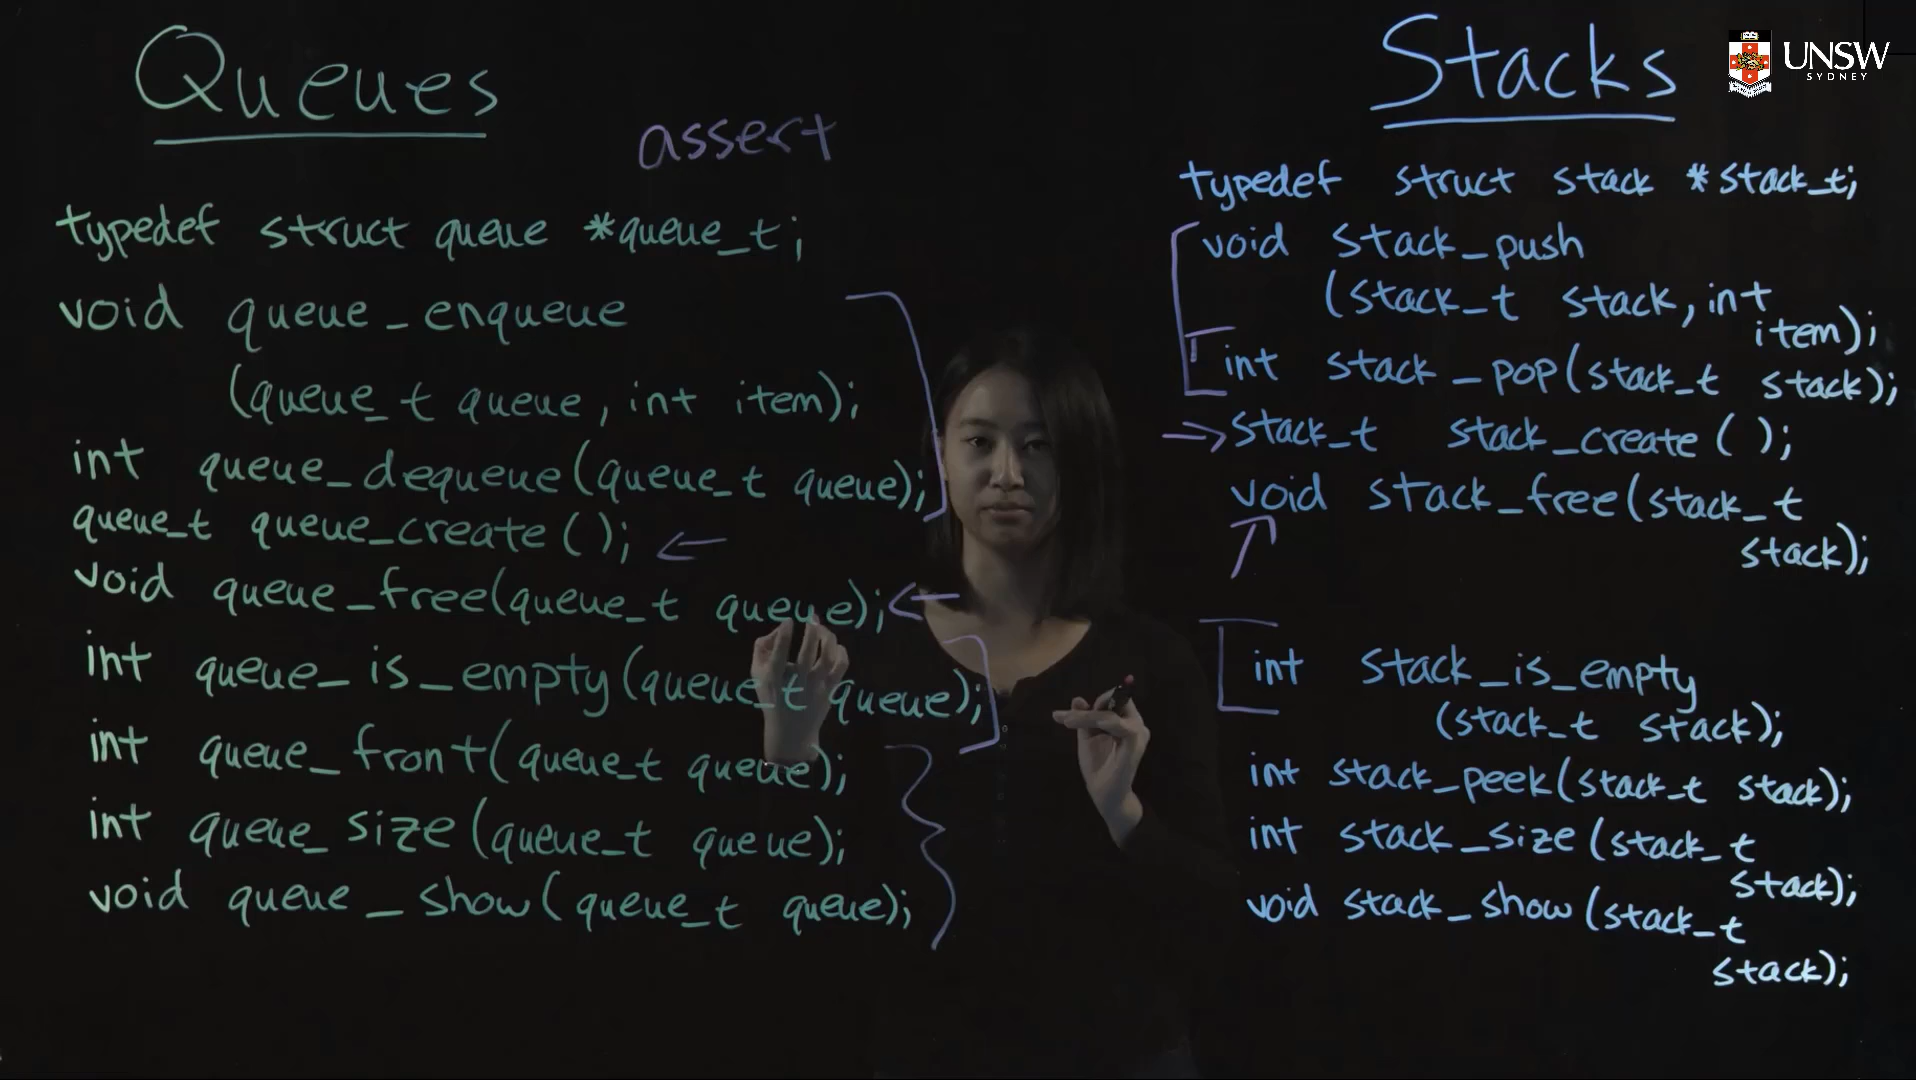 Queues
assert
typedef struct queue *queue_t;
void queue_enqueue
(queue_t queue, int item);
int queue_dequeue(queue_t queue);
queue_t queue_create();
void queue_free(queue_t queue);
int queue_is_empty(queue_t queue);
int queue_front(queue_t queue);
int queue_size(queue_t queue);
void queue_show(queue_t queue);
Stacks
UNSW
SYDNEY
typedef struct stack *stack_t;
void stack_push
(stack_t stack, int
item);
int stack_pop(stack_t stack);
stack_t stack_create();
void stack_free(stack_t
stack);
int stack_is_empty
(stack_t stack);
int stack_peek(stack_t stack);
int stack_size(stack_t
stack);
void stack_show(stack_t
stack);